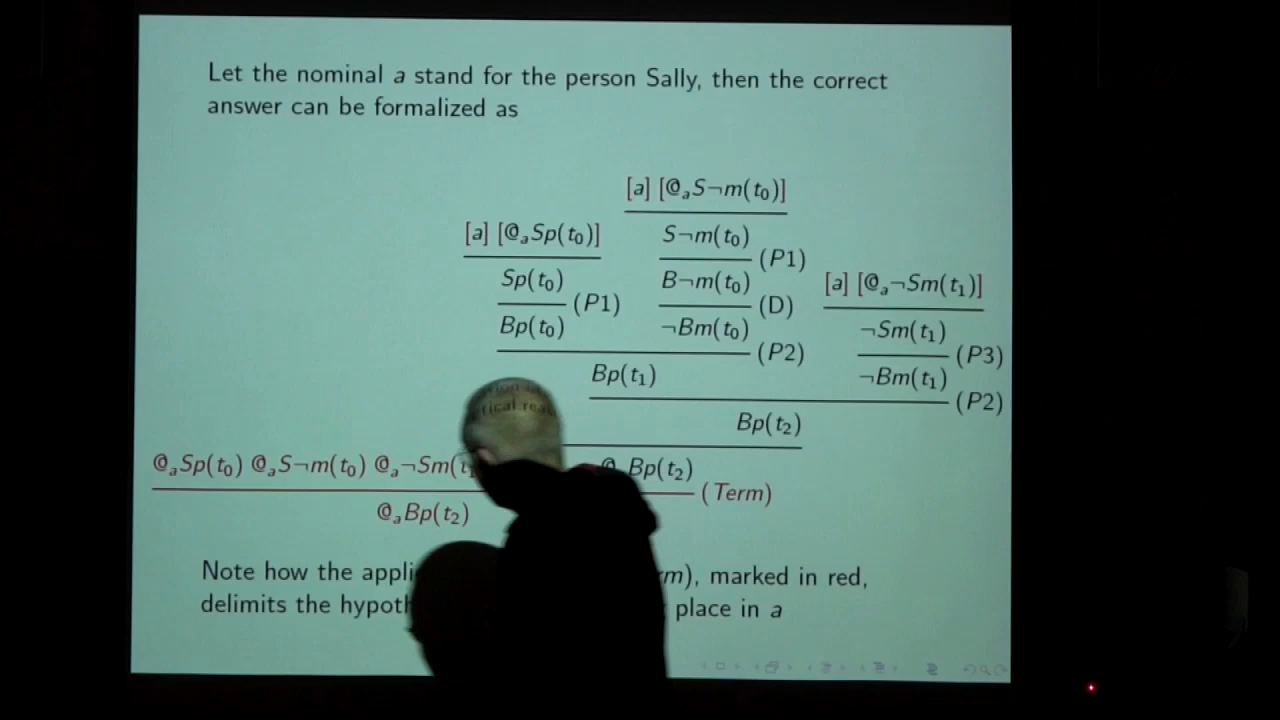 Let the nominal a stand for the person Sally, then the correct
answer can be formalized as
[a] [@ₐS¬m(t₀)]
[a] [@ₐSp(t₀)]
S¬m(t₀)
(P1)
[a] [@ₐ¬Sm(t₁)]
Sp(t₀)
(P1)
B¬m(t₀)
(D)
Bp(t₀)
¬Bm(t₀)
(P2)
¬Sm(t₁)
(P3)
Bp(t₁)
¬Bm(t₁)
(P2)
Bp(t₂)
@ₐSp(t₀) @ₐS¬m(t₀) @ₐ¬Sm(t Bp(t₂)
(Term)
@ₐBp(t₂)
Note how the marked in red,
delimits the place in a